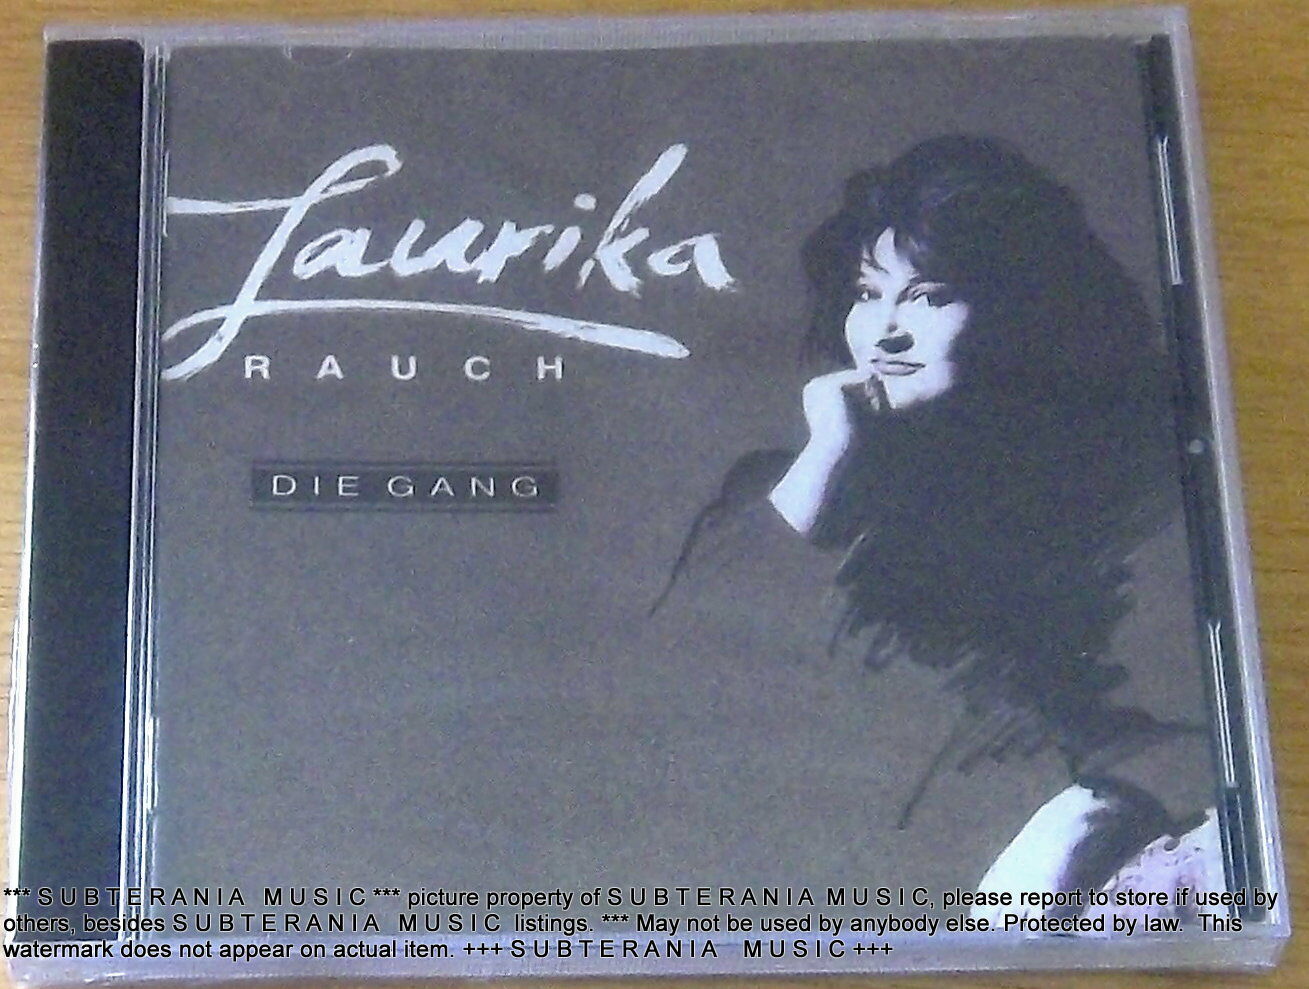 Laurika
RAUCH
DIE GANG
*** S U B T E R A N I A   M U S I C *** picture property of S U B T E R A N I A  M U S I C, please report to store if used by
others, besides S U B T E R A N I A   M U S I C  listings. *** May not be used by anybody else. Protected by law.  This
watermark does not appear on actual item. +++ S U B T E R A N I A   M U S I C +++